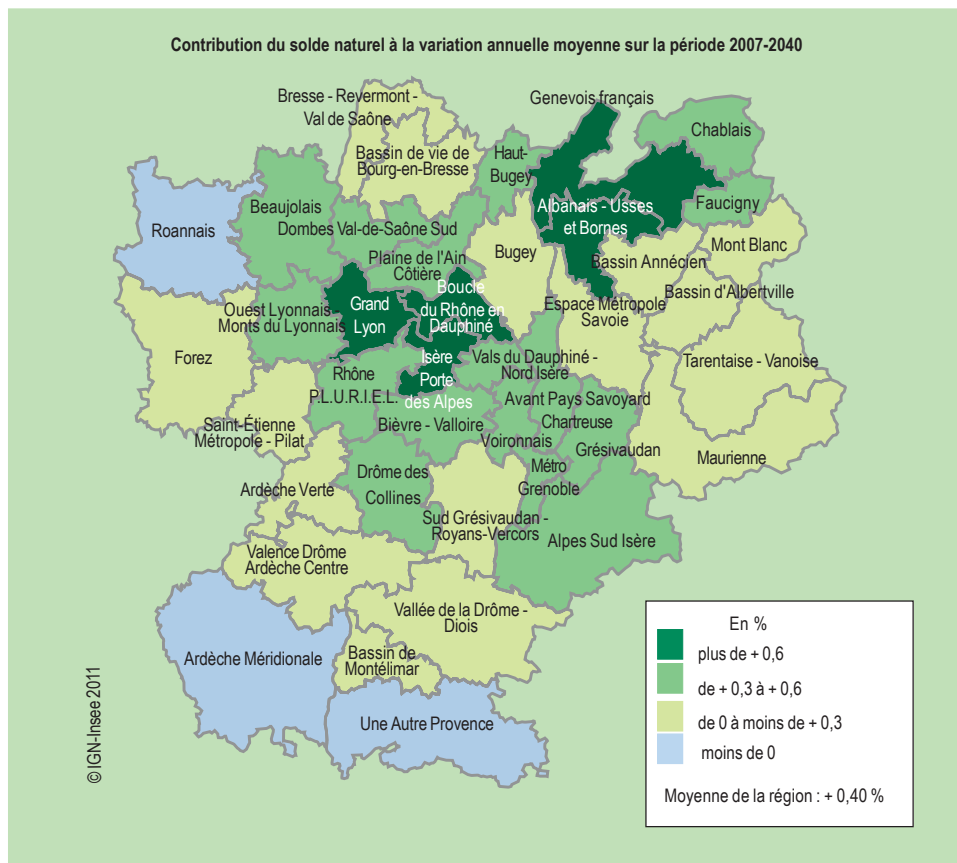 Contribution du solde naturel à la variation annuelle moyenne sur la période 2007-2040
Bresse - Revermont -
Val de Saône
Genevois français
Chablais
Bassin de vie de
Bourg-en-Bresse
Haut-
Bugey
Beaujolais
Albanais - Usses
et Bornes
Faucigny
Roannais
Dombes Val-de-Saône Sud
Bugey
Mont Blanc
Plaine de l'Ain
Côtière
Bassin Annécien
Boucle
du Rhône en
Dauphiné
Bassin d'Albertville
Grand
Lyon
Ouest Lyonnais
Monts du Lyonnais
Espace Métropole
Savoie
Forez
Isère
Porte
des Alpes
Vals du Dauphiné -
Nord Isère
Tarentaise - Vanoise
Rhône
P.L.U.R.I.E.L.
Avant Pays Savoyard
Chartreuse
Saint-Étienne
Métropole - Pilat
Bièvre - Valloire
Voironnais
Grésivaudan
Maurienne
Métro
Grenoble
Drôme des
Collines
Ardèche Verte
Sud Grésivaudan -
Royans-Vercors
Alpes Sud Isère
Valence Drôme
Ardèche Centre
Vallée de la Drôme -
Diois
Ardèche Méridionale
Bassin de
Montélimar
Une Autre Provence
En %
plus de + 0,6
de + 0,3 à + 0,6
de 0 à moins de + 0,3
moins de 0
Moyenne de la région : + 0,40 %
© IGN-Insee 2011